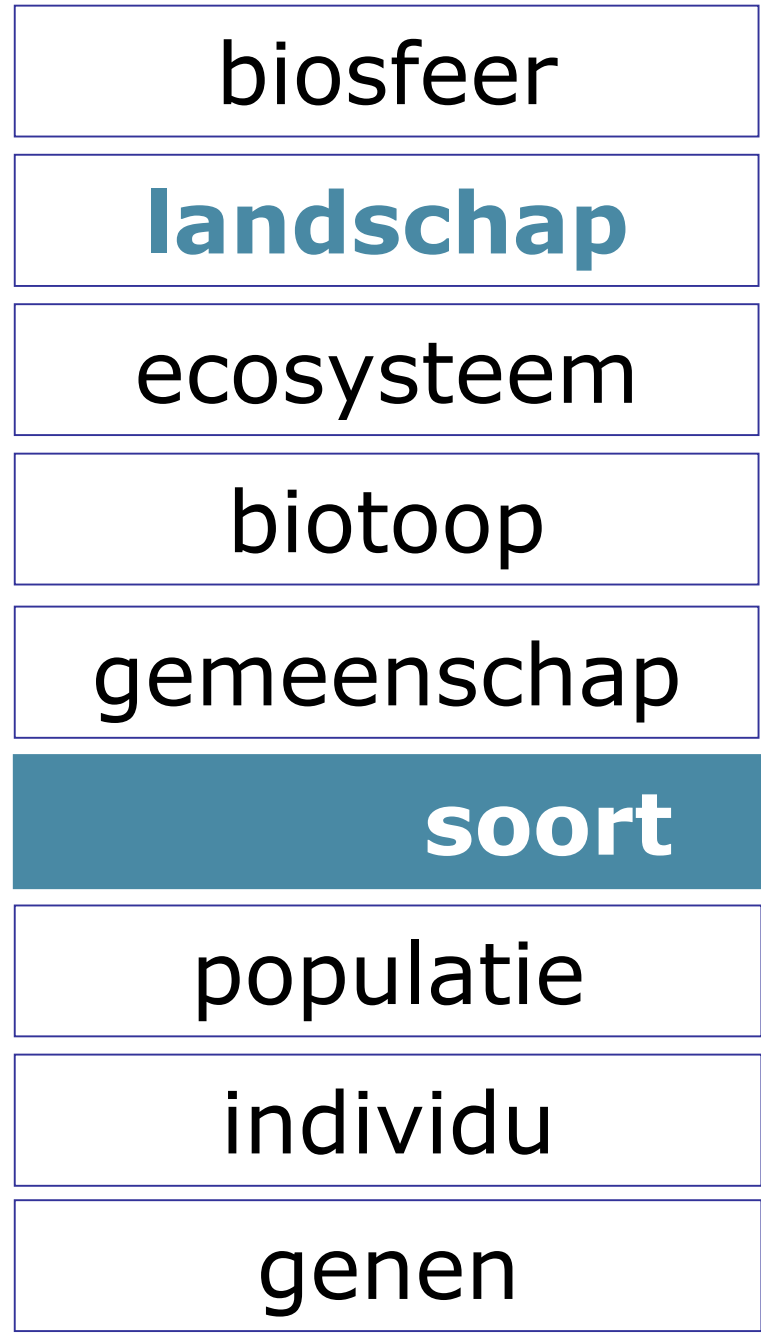 biosfeer
landschap
ecosysteem
biotoop
gemeenschap
soort
populatie
individu
genen